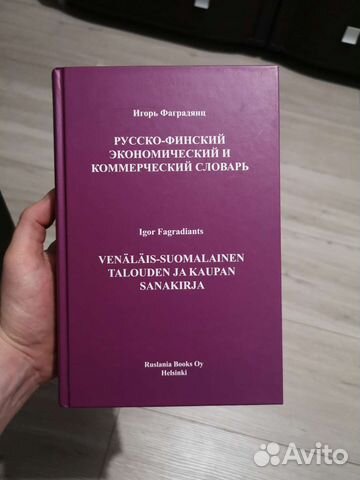 Игорь Фаградянц
РУССКО-ФИНСКИЙ
ЭКОНОМИЧЕСКИЙ И
КОММЕРЧЕСКИЙ СЛОВАРЬ
Igor Fagradiants
VENÄLÄIS-SUOMALAINEN
TALOUDEN JA KAUPAN
SANAKIRJA
Ruslania Books Oy
Helsinki
Avito